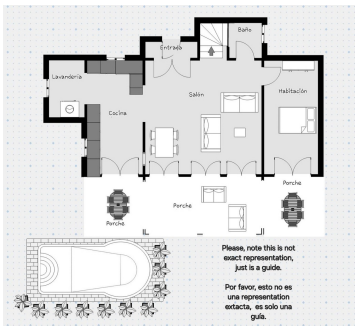 Baño
Entrada
Lavandería
Salón
Habitación
Cocina
Porche
Porche
Porche
Please, note this is not
exact representation,
just is a guide.
Por favor, esto no es
una representation
extacta, es solo una
guía.